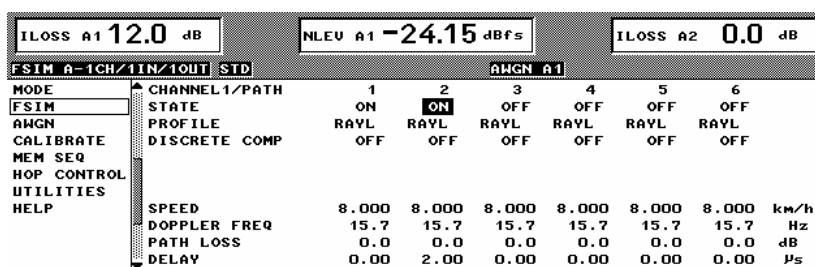 ILOSS A1 12.0 dB NLEV A1 -24.15 dBfs ILOSS A2 0.0 dB
FSIM A-1CH/1IN/1OUT STD AWGN A1
MODE CHANNEL1/PATH 1 2 3 4 5 6
FSIM STATE ON ON OFF OFF OFF OFF
AWGN PROFILE RAYL RAYL RAYL RAYL RAYL RAYL
CALIBRATE DISCRETE COMP OFF OFF OFF OFF OFF OFF
MEM SEQ
HOP CONTROL
UTILITIES
HELP SPEED 8.000 8.000 8.000 8.000 8.000 8.000 km/h
DOPPLER FREQ 15.7 15.7 15.7 15.7 15.7 15.7 Hz
PATH LOSS 0.0 0.0 0.0 0.0 0.0 0.0 dB
DELAY 0.00 2.00 0.00 0.00 0.00 0.00 µs